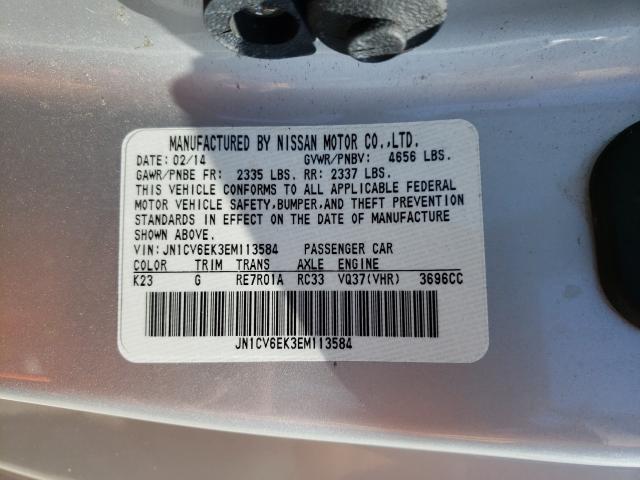 MANUFACTURED BY NISSAN MOTOR CO.,LTD.
DATE: 02/14 GVWR/PNBV: 4656 LBS.
GAWR/PNBE FR: 2335 LBS. RR: 2337 LBS.
THIS VEHICLE CONFORMS TO ALL APPLICABLE FEDERAL
MOTOR VEHICLE SAFETY,BUMPER,AND THEFT PREVENTION
STANDARDS IN EFFECT ON THE DATE OF MANUFACTURE
SHOWN ABOVE.
VIN:JN1CV6EK3EM113584 PASSENGER CAR
COLOR TRIM TRANS AXLE ENGINE
K23 G RE7R01A RC33 VQ37(VHR) 3696CC
JN1CV6EK3EM113584